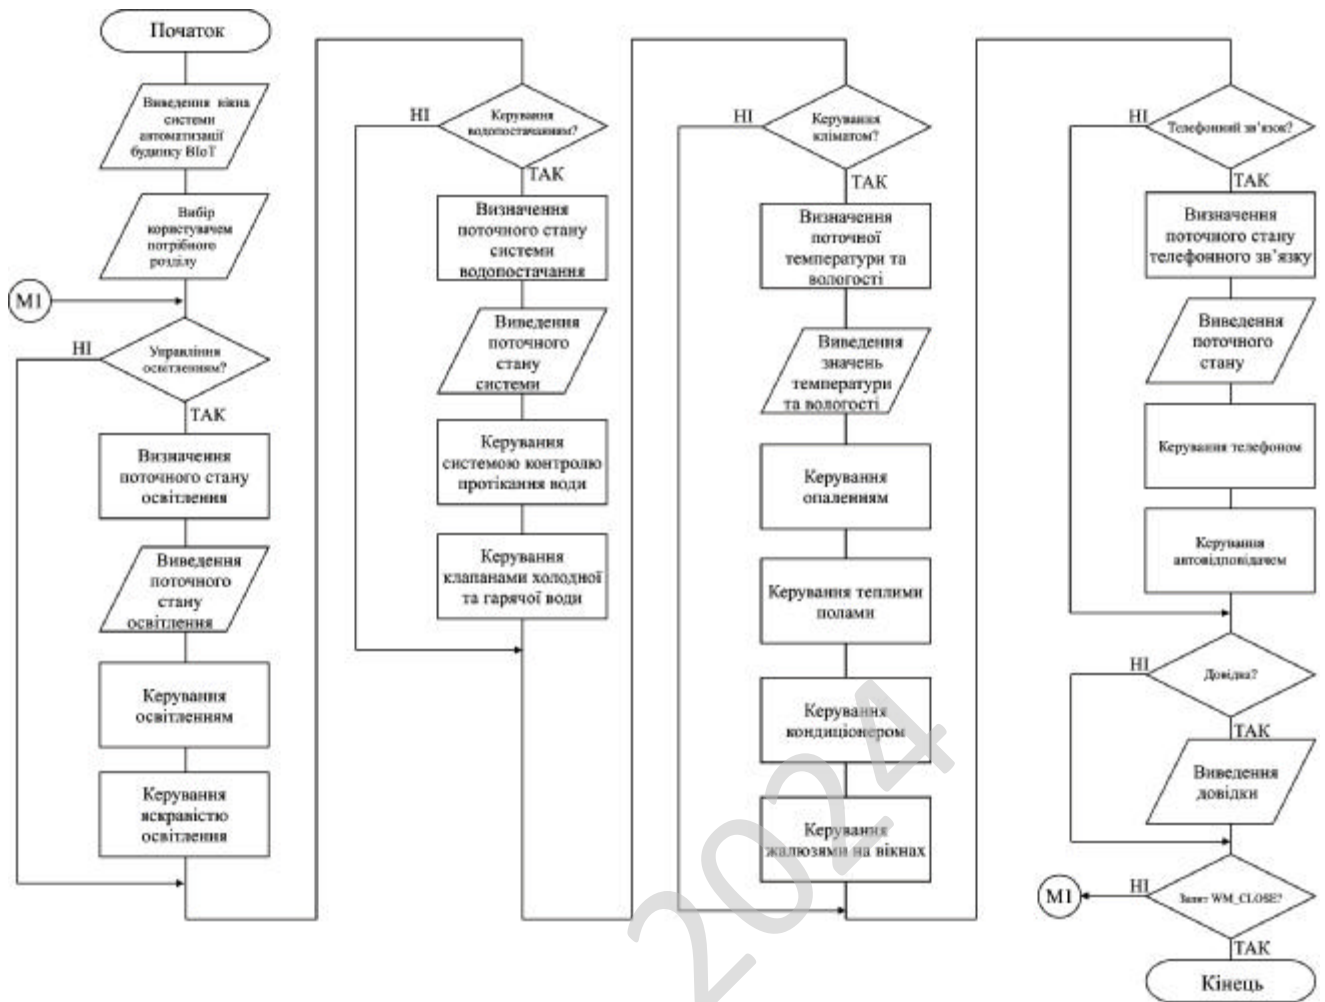 Початок
Виведення вікна
системи
автоматизації
будинку BIoT
Вибір
користувачем
потрібного
розділу
М1
НІ
Управління
освітленням?
ТАК
Визначення
поточного стану
освітлення
Виведення
поточного
стану
освітлення
Керування
освітленням
Керування
яскравістю
освітлення
НІ
Керування
водопостачанням?
ТАК
Визначення
поточного стану
системи
водопостачання
Виведення
поточного
стану
системи
Керування
системою контролю
протікання води
Керування
клапанами холодної
та гарячої води
НІ
Керування
кліматом?
ТАК
Визначення
поточної
температури та
вологості
Виведення
значень
температури
та вологості
Керування
опаленням
Керування теплими
полами
Керування
кондиціонером
Керування
жалюзями на вікнах
НІ
Телефонний зв’язок?
ТАК
Визначення
поточного стану
телефонного зв’язку
Виведення
поточного
стану
Керування телефоном
Керування
автовідповідачем
НІ
Довідка?
ТАК
Виведення
довідки
М1
НІ
Запит WM_CLOSE?
ТАК
Кінець
2024